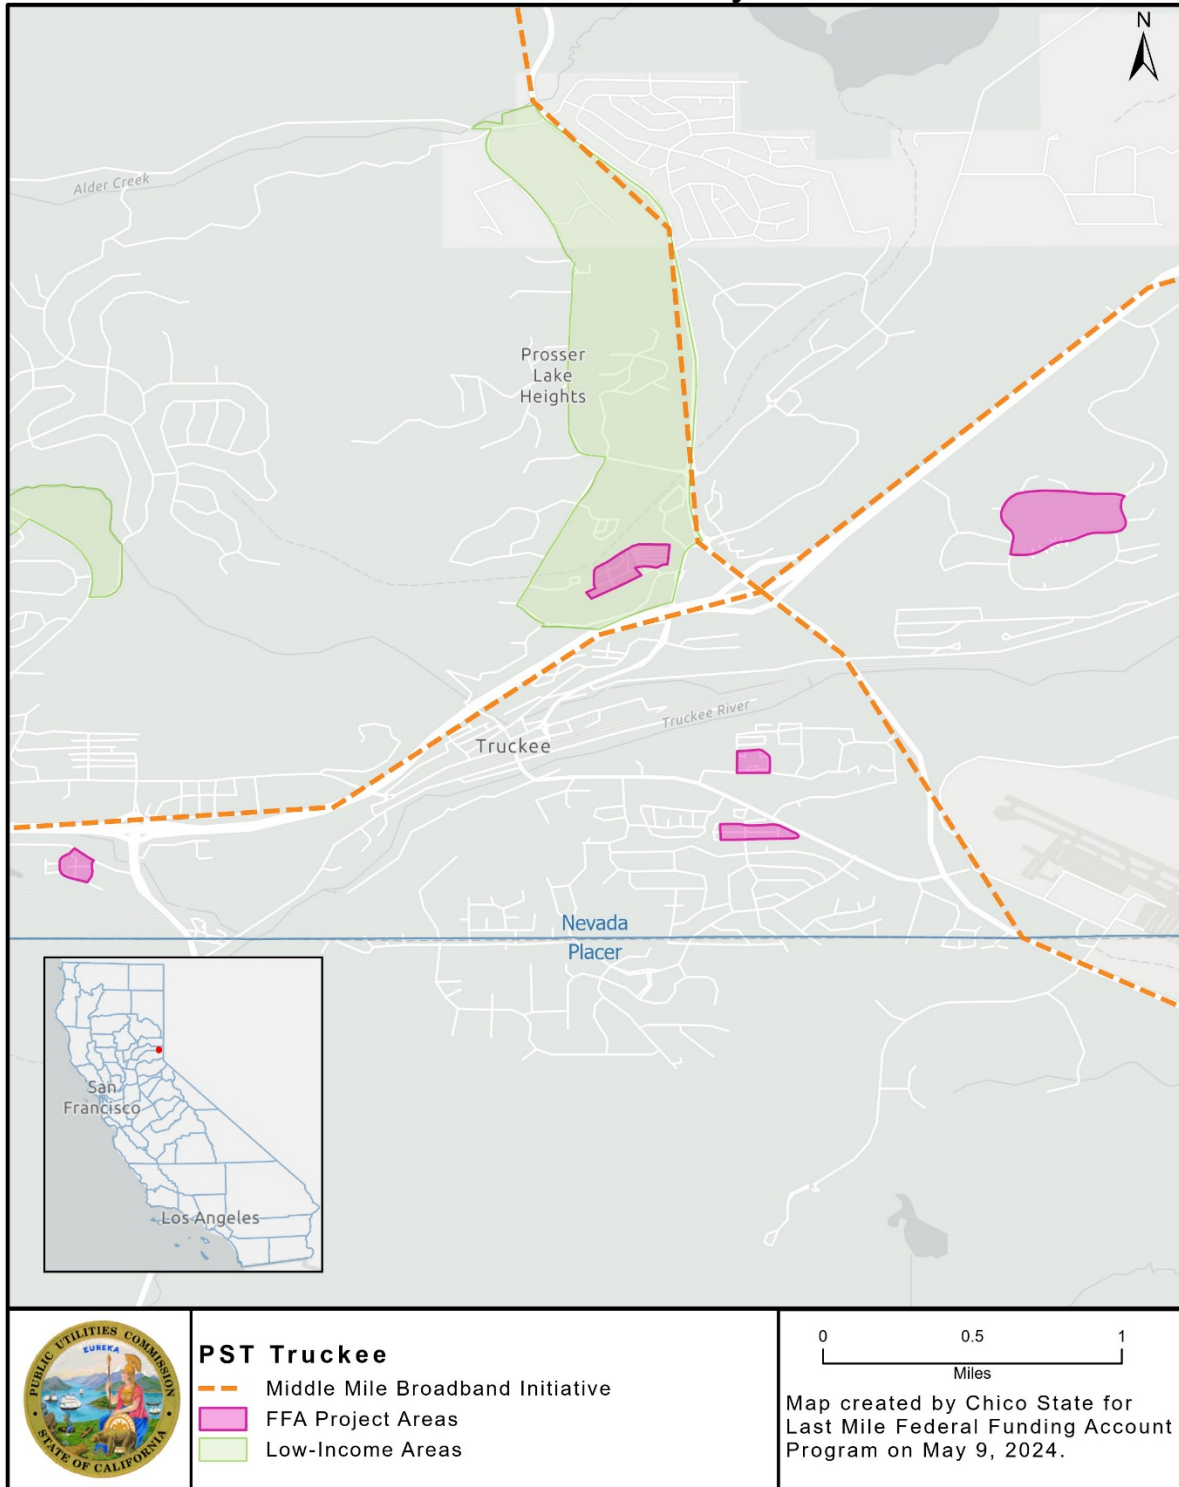 N
Alder Creek
Prosser
Lake
Heights
Truckee River
Truckee
Nevada
Placer
San
Francisco
Los Angeles
PUBLIC UTILITIES COMMISSION
EUREKA
STATE OF CALIFORNIA
PST Truckee
Middle Mile Broadband Initiative
FFA Project Areas
Low-Income Areas
0 0.5 1
Miles
Map created by Chico State for
Last Mile Federal Funding Account
Program on May 9, 2024.